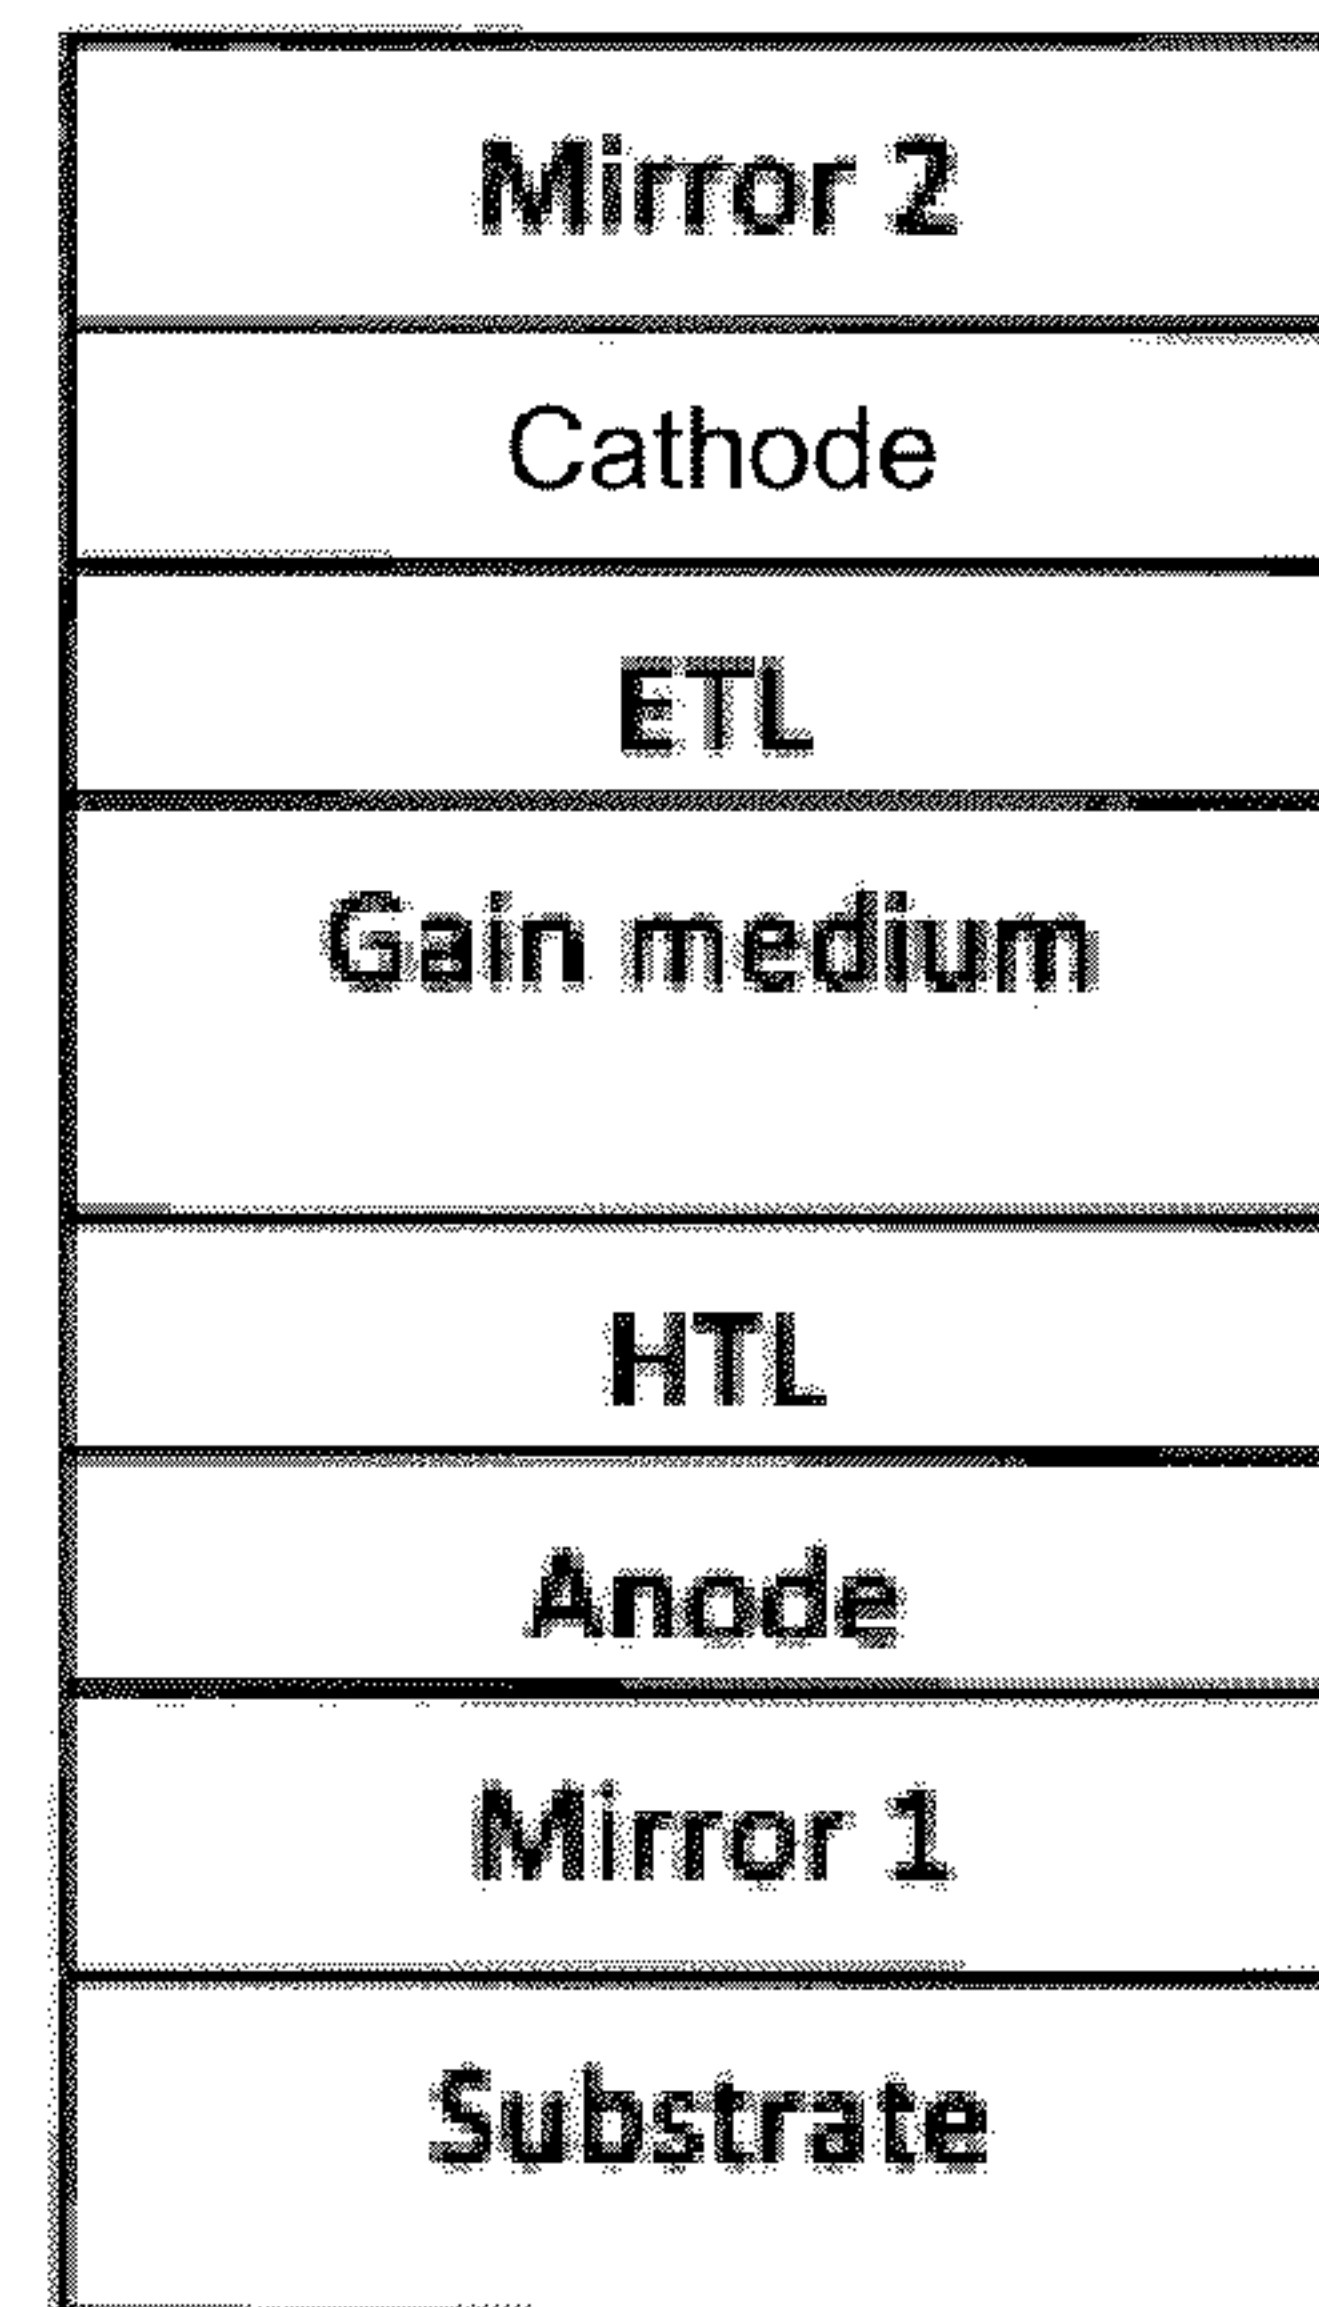 Mirror 2
Cathode
ETL
Gain medium
HTL
Anode
Mirror 1
Substrate